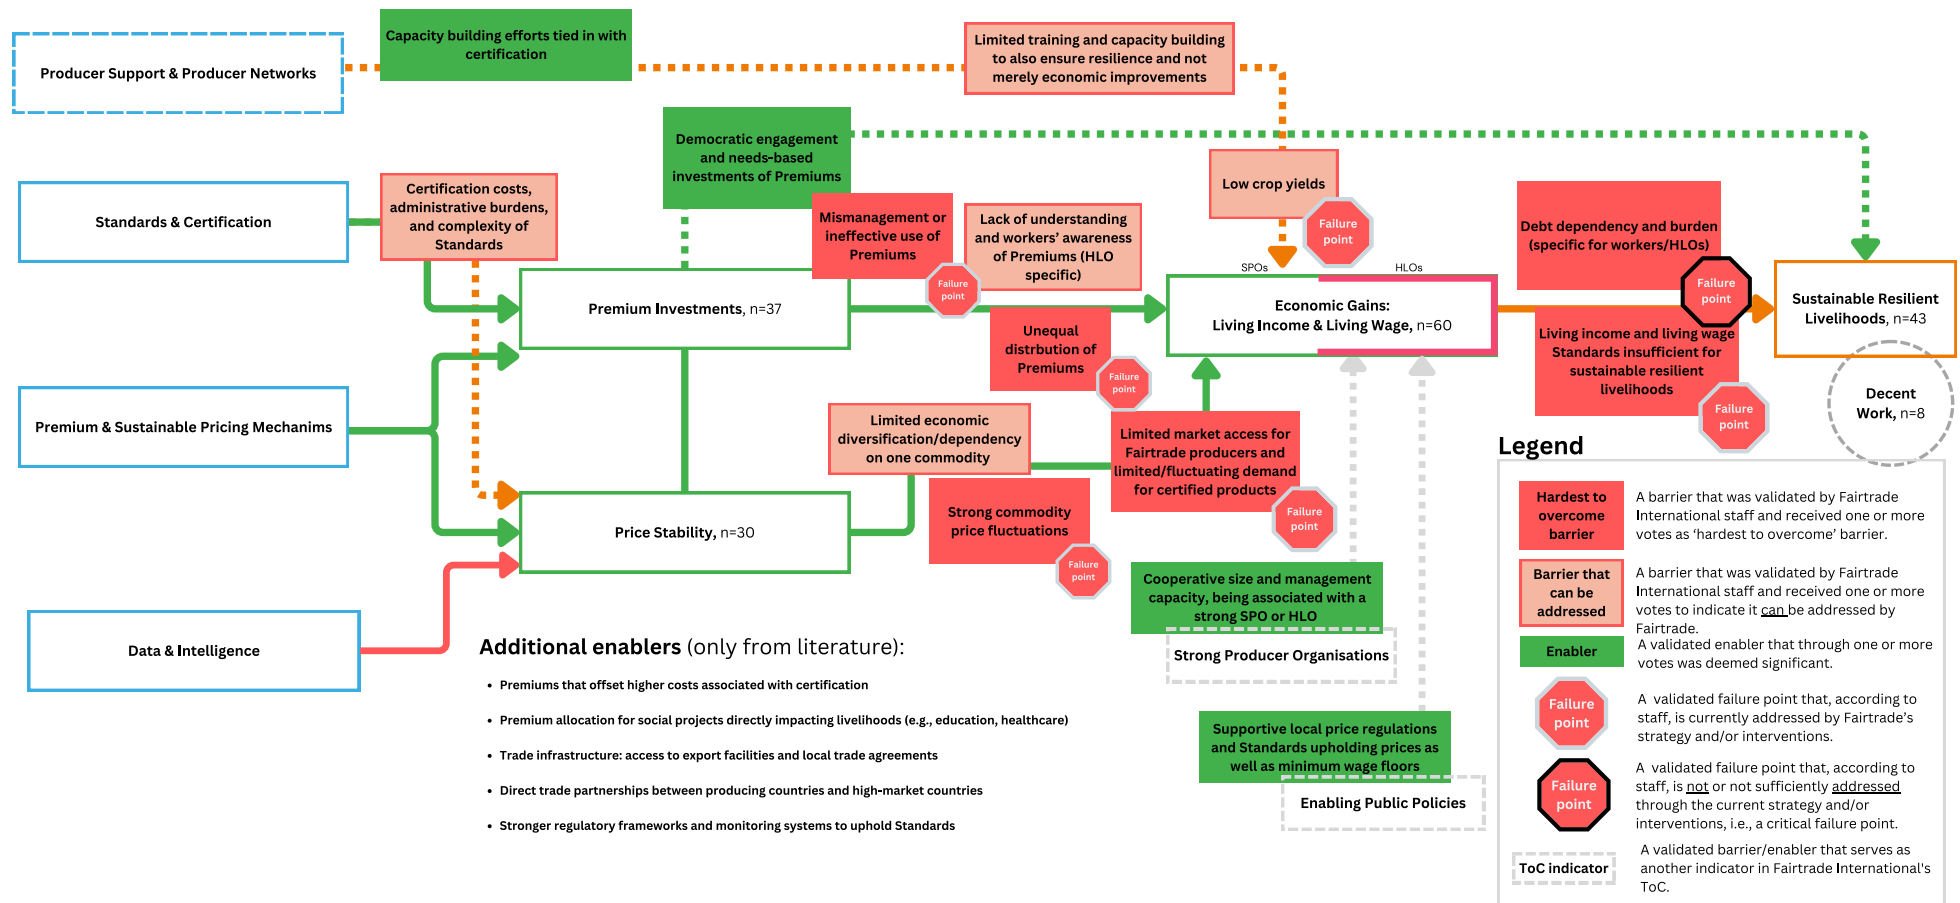 Producer Support & Producer Networks
Capacity building efforts tied in with
certification
Limited training and capacity building
to also ensure resilience and not
merely economic improvements
Democratic engagement
and needs-based
investments of Premiums
Standards & Certification
Certification costs,
administrative burdens,
and complexity of
Standards
Mismanagement or
ineffective use of
Premiums
Failure
point
Lack of understanding
and workers' awareness
of Premiums (HLO
specific)
Low crop yields
Failure
point
Debt dependency and burden
(specific for workers/HLOs)
Failure
point
SPOs
HLOs
Premium Investments, n=37
Economic Gains:
Living Income & Living Wage, n=60
Sustainable Resilient
Livelihoods, n=43
Unequal
distrbution of
Premiums
Failure
point
Living income and living wage
Standards insufficient for
sustainable resilient
livelihoods
Failure
point
Decent
Work, n=8
Premium & Sustainable Pricing Mechanims
Limited economic
diversification/dependency
on one commodity
Limited market access for
Fairtrade producers and
limited/fluctuating demand
for certified products
Failure
point
Strong commodity
price fluctuations
Failure
point
Price Stability, n=30
Cooperative size and management
capacity, being associated with a
strong SPO or HLO
Strong Producer Organisations
Data & Intelligence
Supportive local price regulations
and Standards upholding prices as
well as minimum wage floors
Enabling Public Policies
Additional enablers (only from literature):
• Premiums that offset higher costs associated with certification
• Premium allocation for social projects directly impacting livelihoods (e.g., education, healthcare)
• Trade infrastructure: access to export facilities and local trade agreements
• Direct trade partnerships between producing countries and high-market countries
• Stronger regulatory frameworks and monitoring systems to uphold Standards
Legend
Hardest to
overcome
barrier
A barrier that was validated by Fairtrade
International staff and received one or more
votes as 'hardest to overcome' barrier.
Barrier that
can be
addressed
A barrier that was validated by Fairtrade
International staff and received one or more
votes to indicate it can be addressed by
Fairtrade.
Enabler
A validated enabler that through one or more
votes was deemed significant.
Failure
point
A validated failure point that, according to
staff, is currently addressed by Fairtrade's
strategy and/or interventions.
Failure
point
A validated failure point that, according to
staff, is not or not sufficiently addressed
through the current strategy and/or
interventions, i.e., a critical failure point.
ToC indicator
A validated barrier/enabler that serves as
another indicator in Fairtrade International's
ToC.